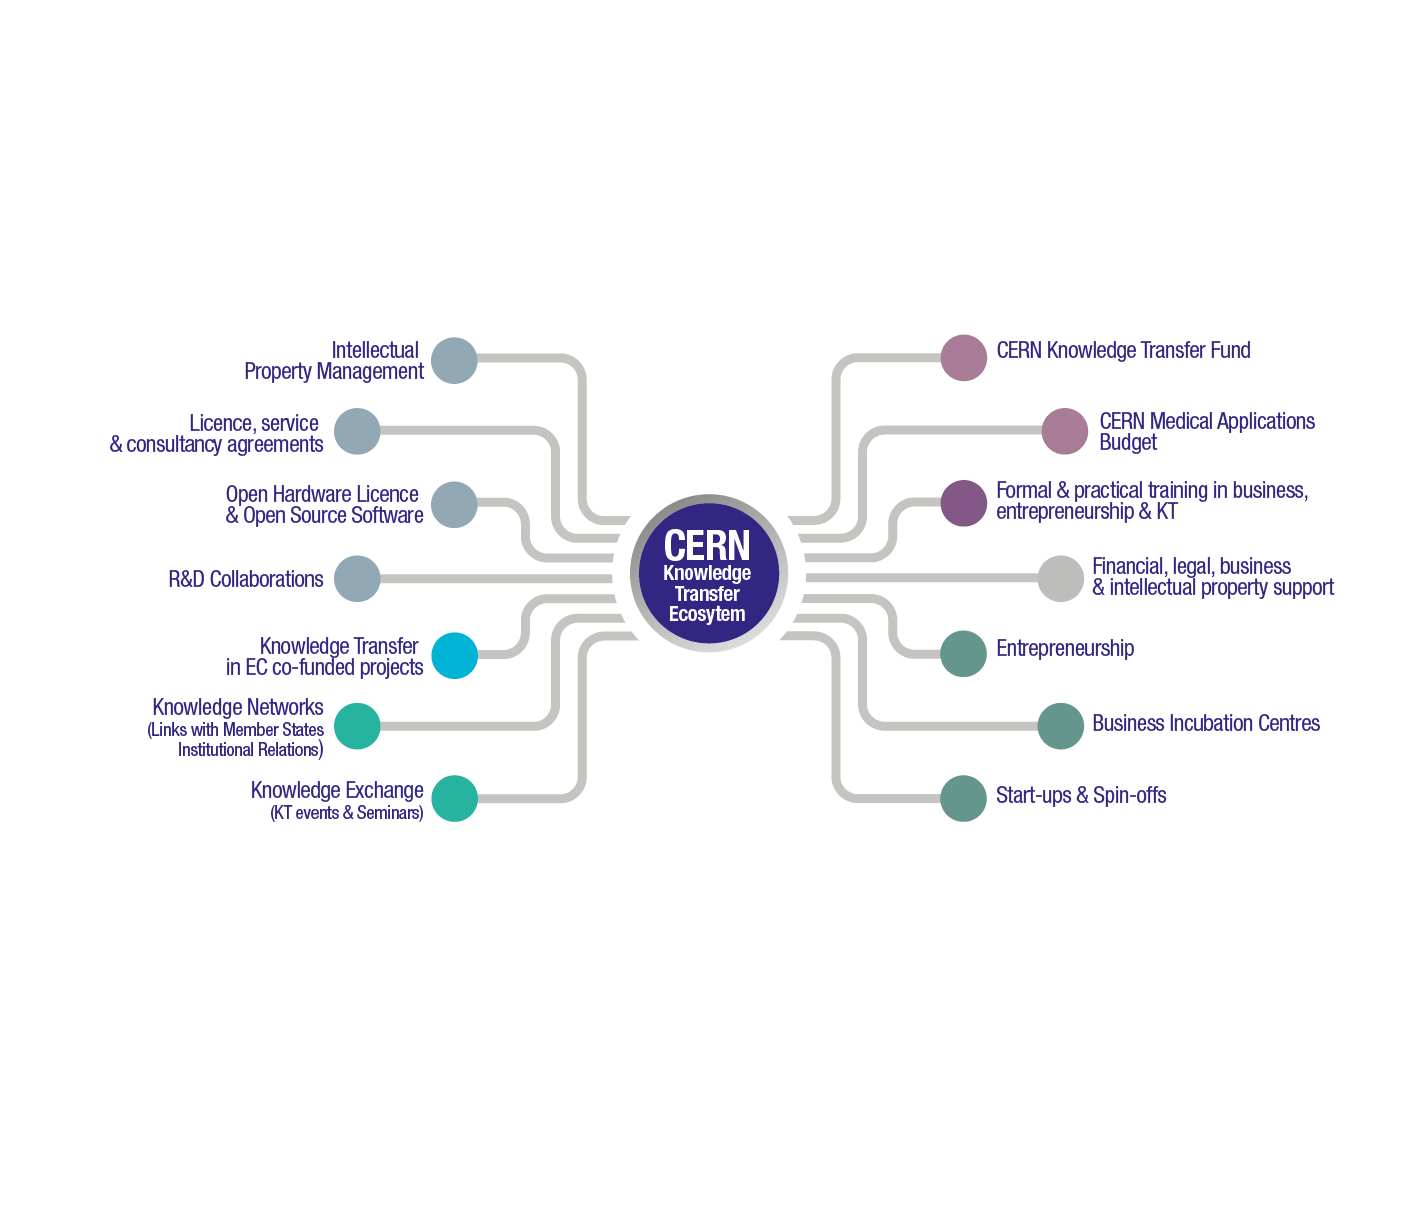 Intellectual
Property Management
Licence, service
& consultancy agreements
Open Hardware Licence
& Open Source Software
R&D Collaborations
Knowledge Transfer
in EC co-funded projects
Knowledge Networks
(Links with Member States
Institutional Relations)
Knowledge Exchange
(KT events & Seminars)
CERN
Knowledge
Transfer
Ecosytem
CERN Knowledge Transfer Fund
CERN Medical Applications
Budget
Formal & practical training in business,
entrepreneurship & KT
Financial, legal, business
& intellectual property support
Entrepreneurship
Business Incubation Centres
Start-ups & Spin-offs